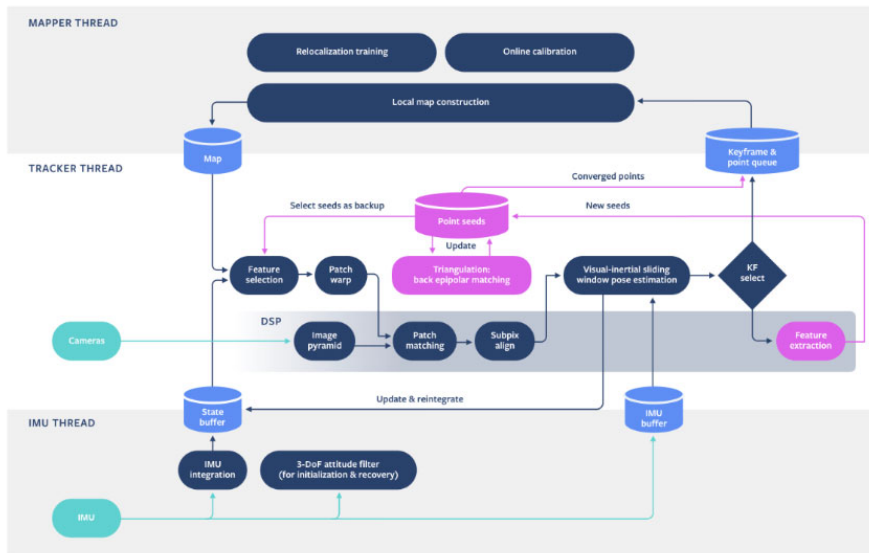 MAPPER THREAD
Relocalization training
Online calibration
Local map construction
Map
Keyframe &
point queue
TRACKER THREAD
Converged points
Select seeds as backup
Point seeds
New seeds
Update
Feature
selection
Patch
warp
Triangulation:
back epipolar matching
Visual-inertial sliding
window pose estimation
KF
select
DSP
Cameras
Image
pyramid
Patch
matching
Subpix
align
Feature
extraction
State
buffer
Update & reintegrate
IMU
buffer
IMU THREAD
IMU
integration
3-DoF attitude filter
(for initialization & recovery)
IMU